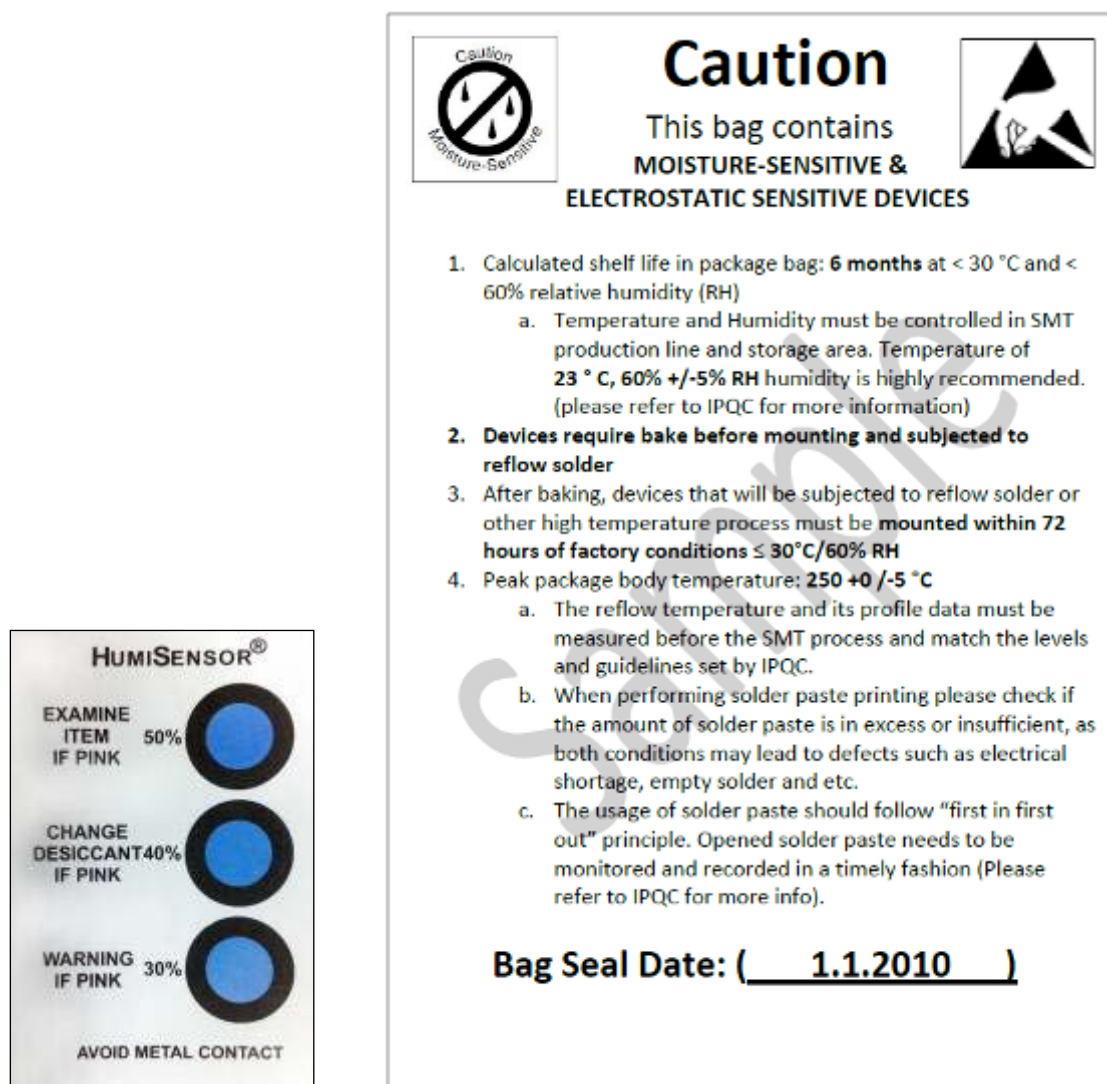 HUMISENSOR®
EXAMINE
ITEM 50%
IF PINK
CHANGE
DESICCANT 40%
IF PINK
WARNING 30%
IF PINK
AVOID METAL CONTACT
Caution
Moisture-Sensitive
Caution
This bag contains
MOISTURE-SENSITIVE &
ELECTROSTATIC SENSITIVE DEVICES
1. Calculated shelf life in package bag: 6 months at < 30 °C and <
60% relative humidity (RH)
a. Temperature and Humidity must be controlled in SMT
production line and storage area. Temperature of
23 ° C, 60% +/-5% RH humidity is highly recommended.
(please refer to IPQC for more information)
2. Devices require bake before mounting and subjected to
reflow solder
3. After baking, devices that will be subjected to reflow solder or
other high temperature process must be mounted within 72
hours of factory conditions ≤ 30°C/60% RH
4. Peak package body temperature: 250 +0 /-5 °C
a. The reflow temperature and its profile data must be
measured before the SMT process and match the levels
and guidelines set by IPQC.
b. When performing solder paste printing please check if
the amount of solder paste is in excess or insufficient, as
both conditions may lead to defects such as electrical
shortage, empty solder and etc.
c. The usage of solder paste should follow “first in first
out” principle. Opened solder paste needs to be
monitored and recorded in a timely fashion (Please
refer to IPQC for more info).
Bag Seal Date: ( 1.1.2010 )
Sample